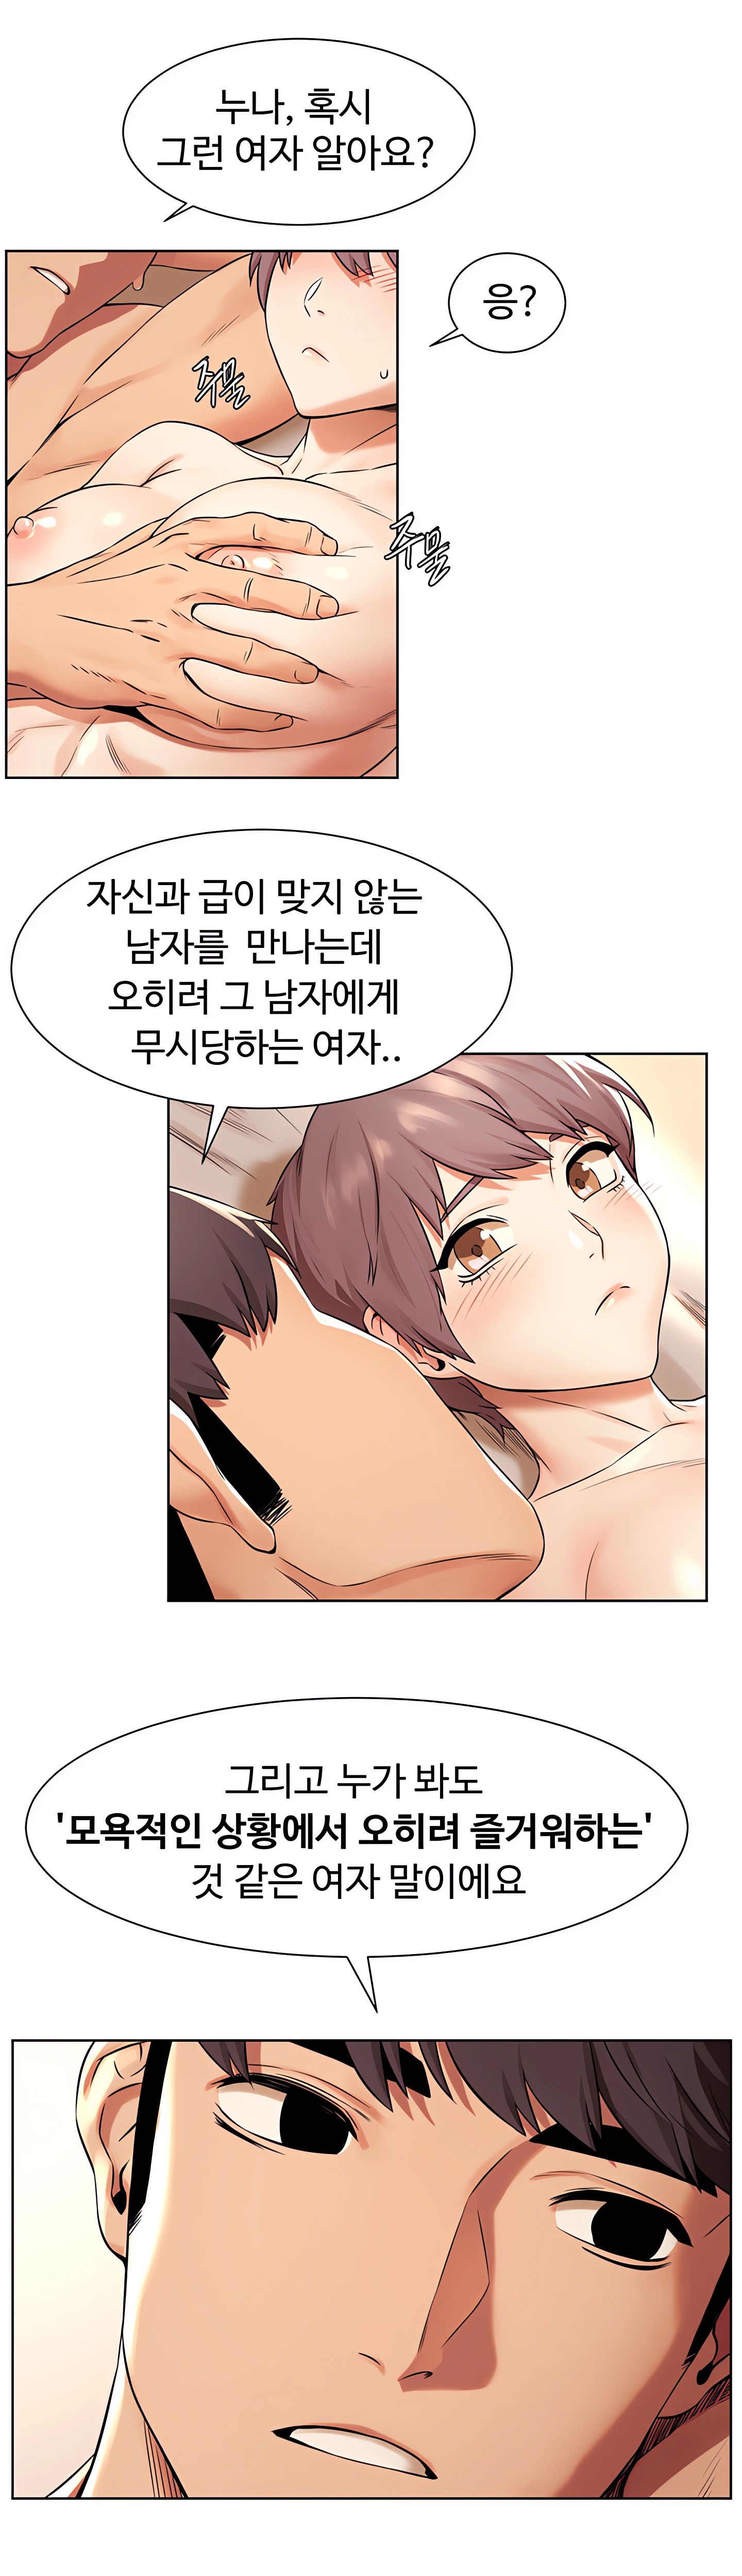 누나, 혹시
그런 여자 알아요?
응?
주물
주물
자신과 급이 맞지 않는
남자를 만나는데
오히려 그 남자에게
무시당하는 여자..
그리고 누가 봐도
'모욕적인 상황에서 오히려 즐거워하는'
것 같은 여자 말이에요